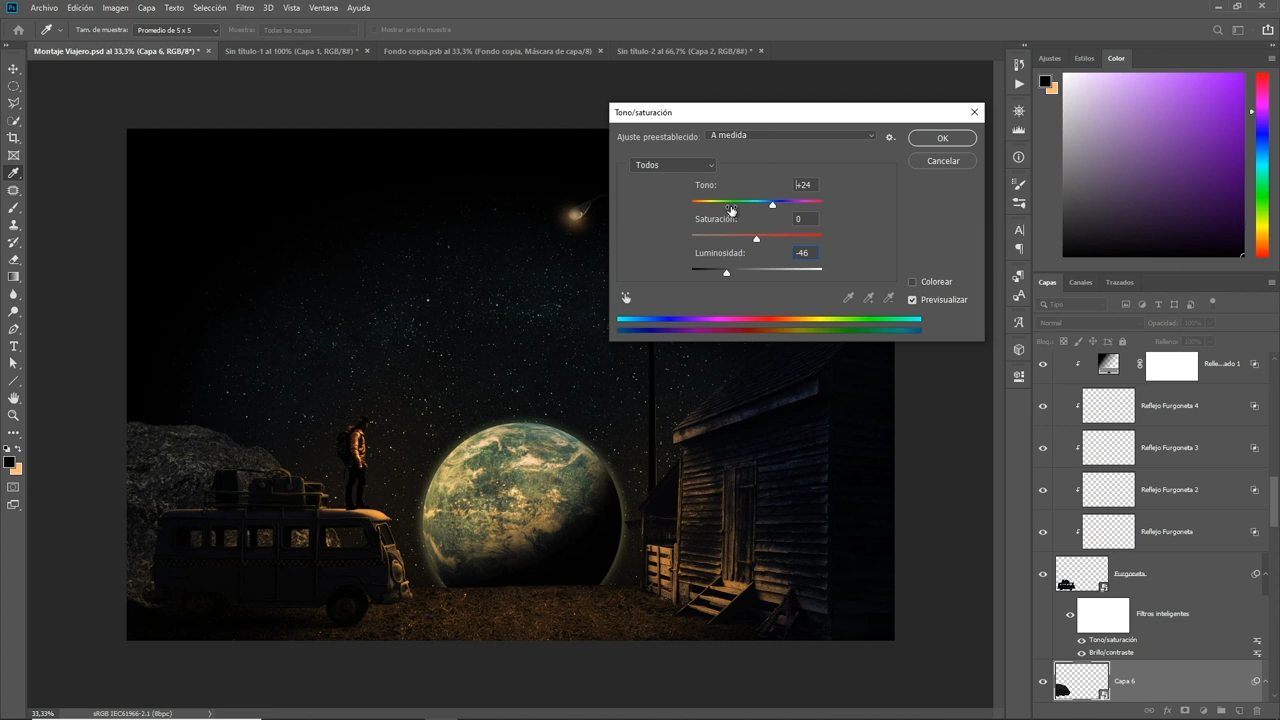 Ps Archivo Edición Imagen Capa Texto Selección Filtro 3D Vista Ventana Ayuda
Tam. de muestra: Promedio de 5 x 5 Muestra: Todas las capas Mostrar aro de muestra
Montaje Viajero.psd al 33,3% (Capa 6, RGB/8*) * Sin título-1 al 100% (Capa 1, RGB/8#) * Fondo copia.psb al 33,3% (Fondo copia, Máscara de capa/8) Sin título-2 al 66,7% (Capa 2, RGB/8#) *
Ajustes Estilos Color
Tono/saturación
Ajuste preestablecido: A medida OK
Todos Cancelar
Tono: +24
Saturación: 0
Luminosidad: -46
Colorear
Previsualizar
Capas Canales Trazados
Tipo
Normal Opacidad: 100%
Bloq.: Relleno: 100%
Relle...ado 1
Reflejo Furgoneta 4
Reflejo Furgoneta 3
Reflejo Furgoneta 2
Reflejo Furgoneta
Furgoneta
Filtros inteligentes
Tono/saturación
Brillo/contraste
Capa 6
33,33% sRGB IEC61966-2.1 (8bpc)